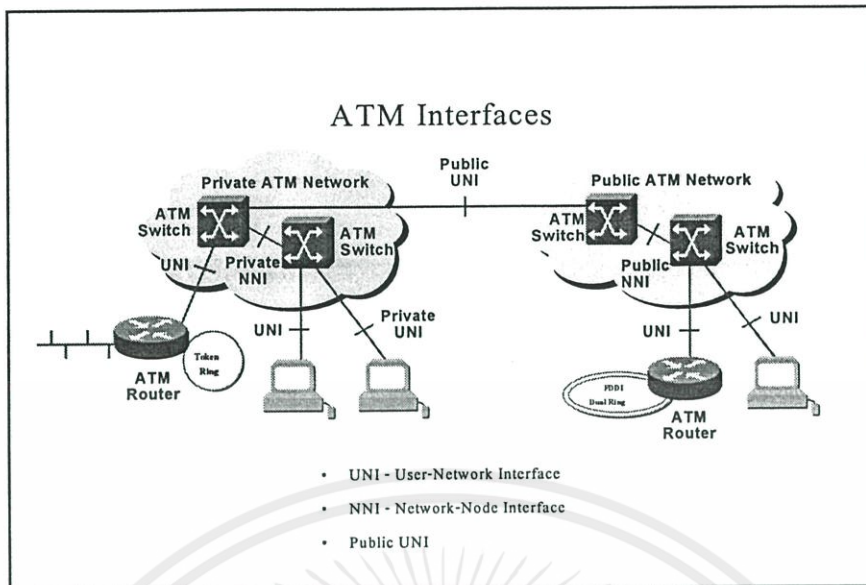 ATM Interfaces
Public
UNI
Private ATM Network
Public ATM Network
ATM
Switch
ATM
Switch
ATM
Switch
ATM
Switch
UNI
Private
NNI
Public
NNI
UNI
Private
UNI
UNI
UNI
Token
Ring
ATM
Router
FDDI
Dual Ring
ATM
Router
• UNI - User-Network Interface
• NNI - Network-Node Interface
• Public UNI